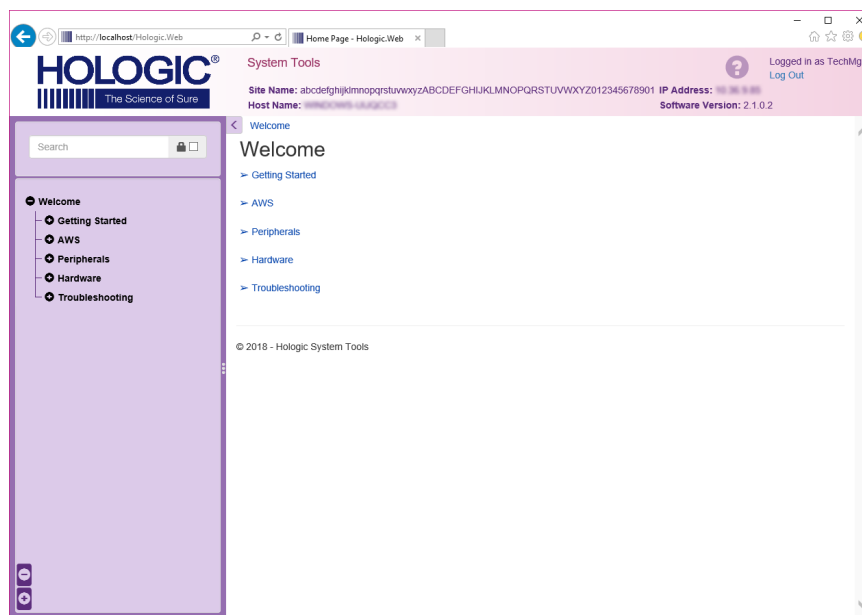 http://localhost/Hologic.Web
Home Page - Hologic.Web
HOLOGIC®
The Science of Sure
System Tools
Logged in as TechMg
Log Out
Site Name: abcdefghijklmnopqrstuvwxyzABCDEFGHIJKLMNOPQRSTUVWXYZ012345678901 IP Address:
Host Name: Software Version: 2.1.0.2
Search
Welcome
Getting Started
AWS
Peripherals
Hardware
Troubleshooting
Welcome
Welcome
➢ Getting Started
➢ AWS
➢ Peripherals
➢ Hardware
➢ Troubleshooting
© 2018 - Hologic System Tools